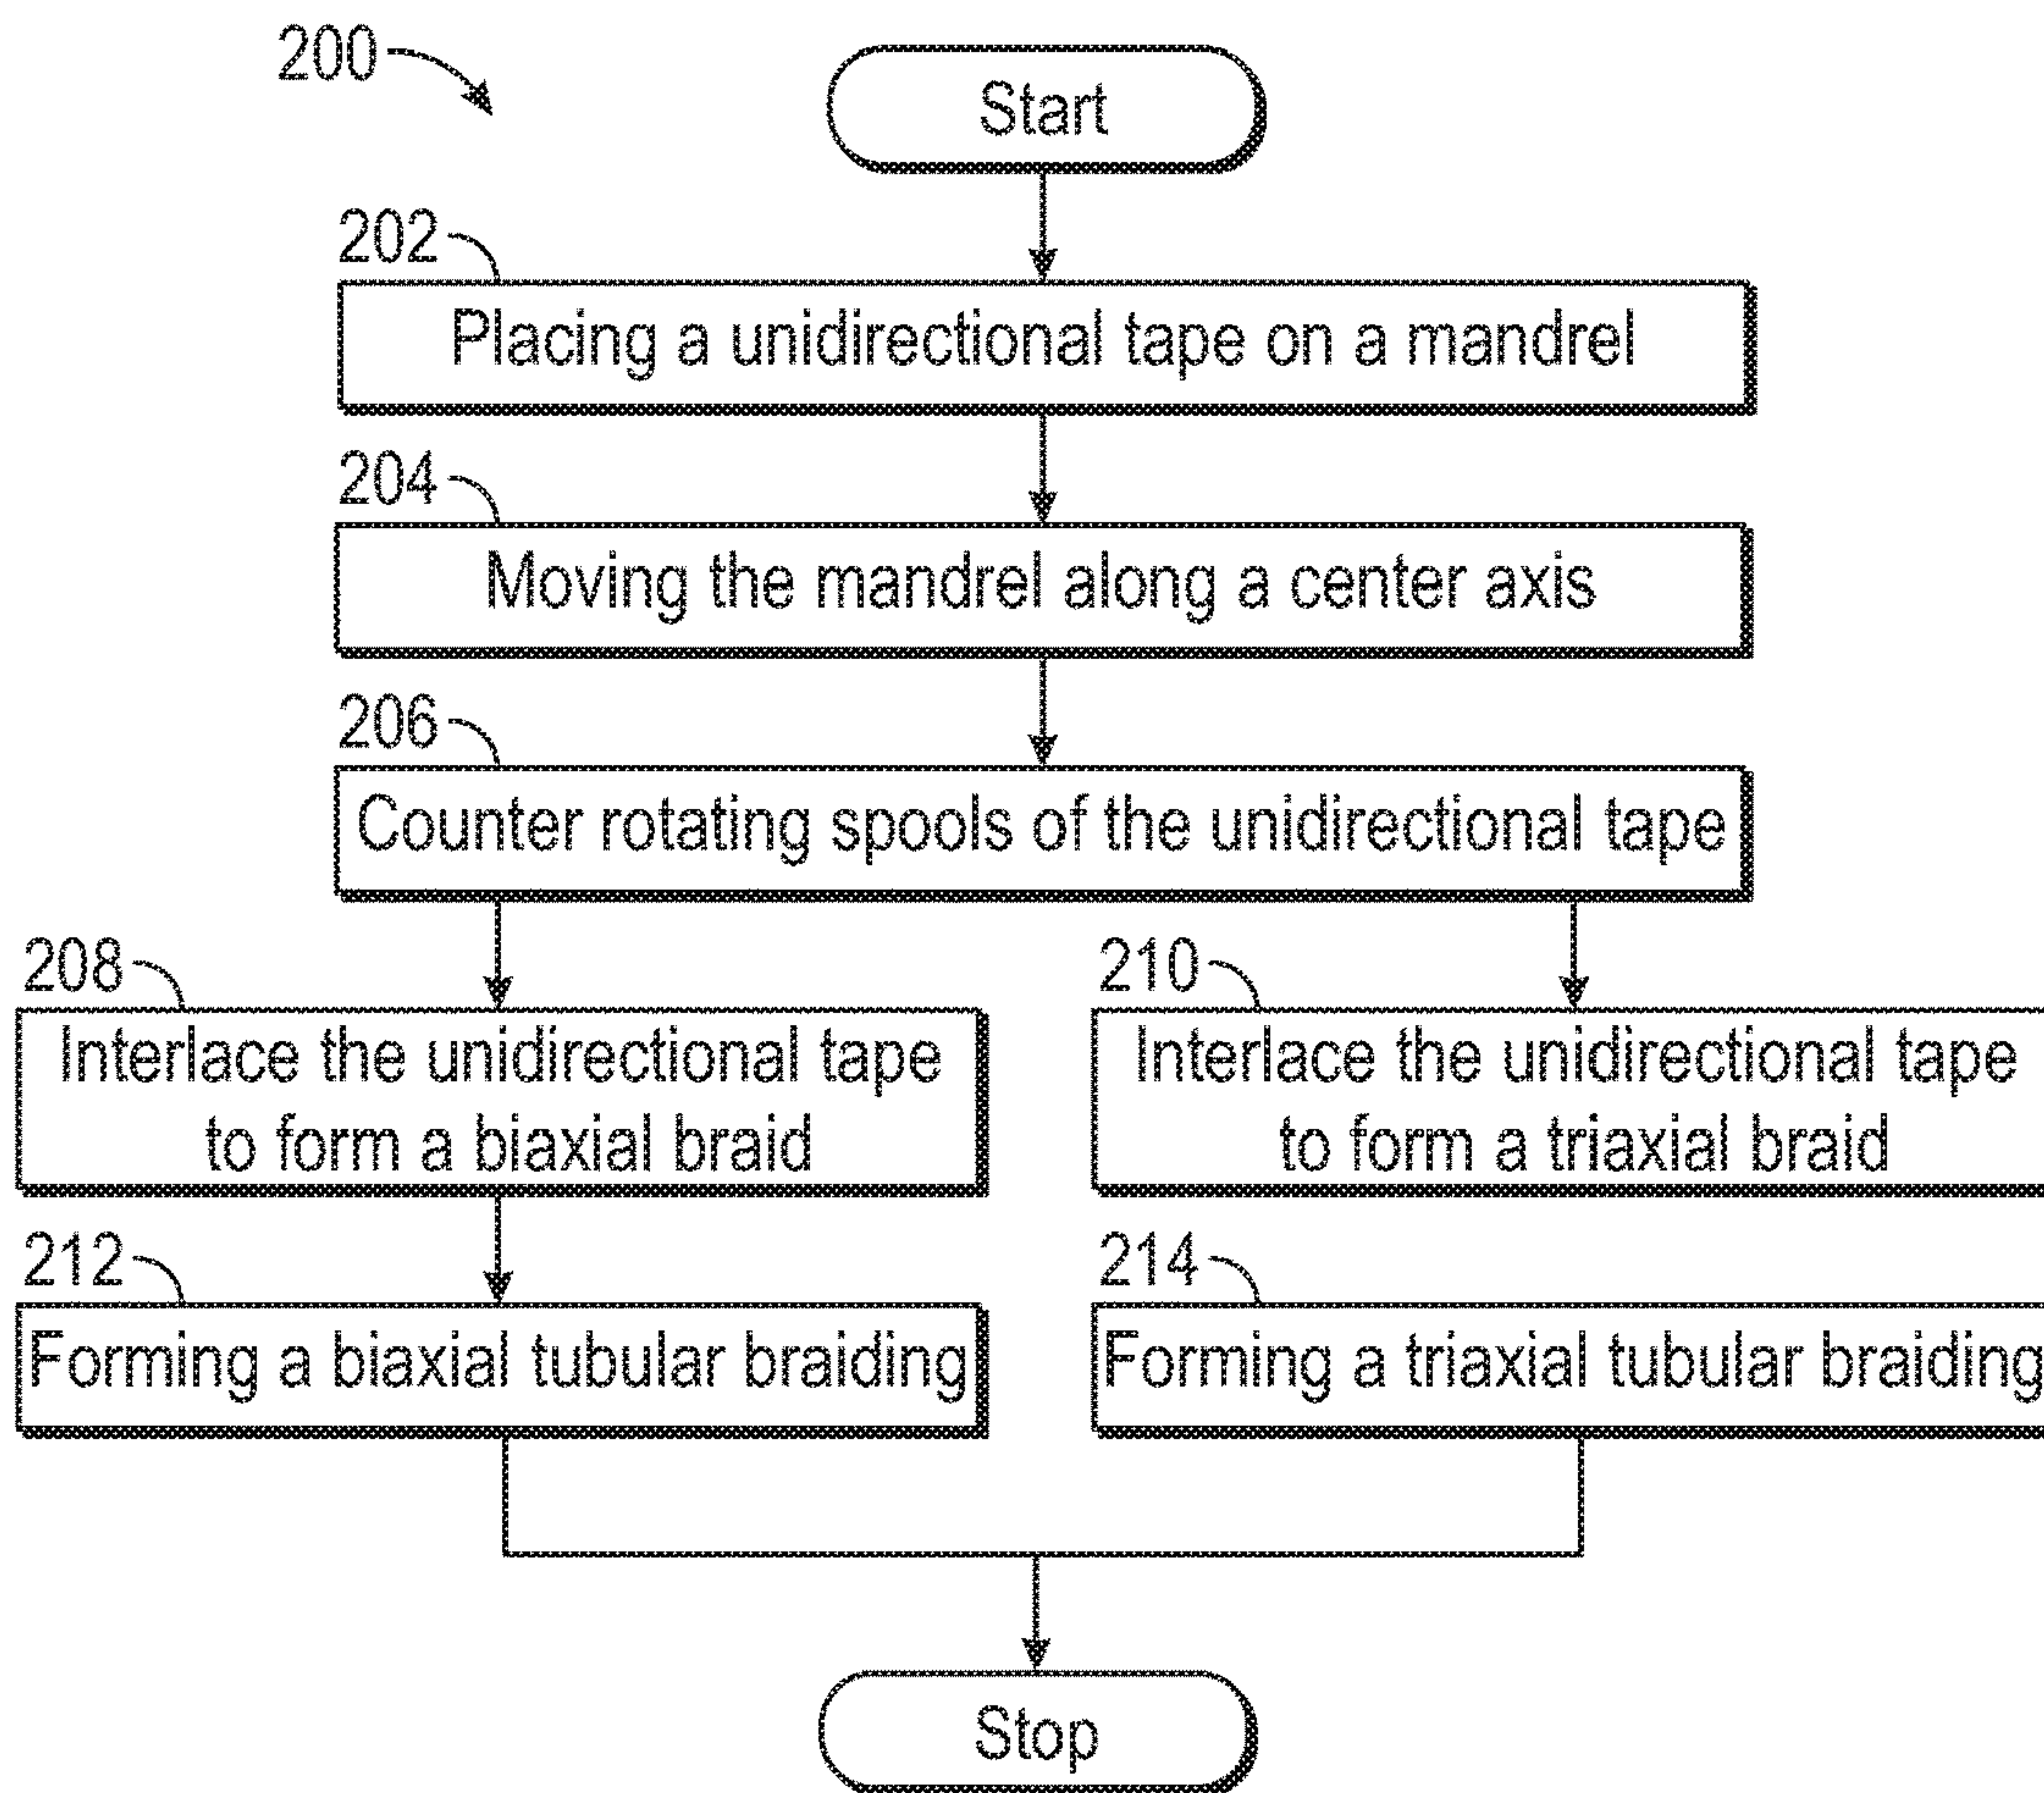 200
Start
202
Placing a unidirectional tape on a mandrel
204
Moving the mandrel along a center axis
206
Counter rotating spools of the unidirectional tape
208
Interlace the unidirectional tape
to form a biaxial braid
210
Interlace the unidirectional tape
to form a triaxial braid
212
Forming a biaxial tubular braiding
214
Forming a triaxial tubular braiding
Stop